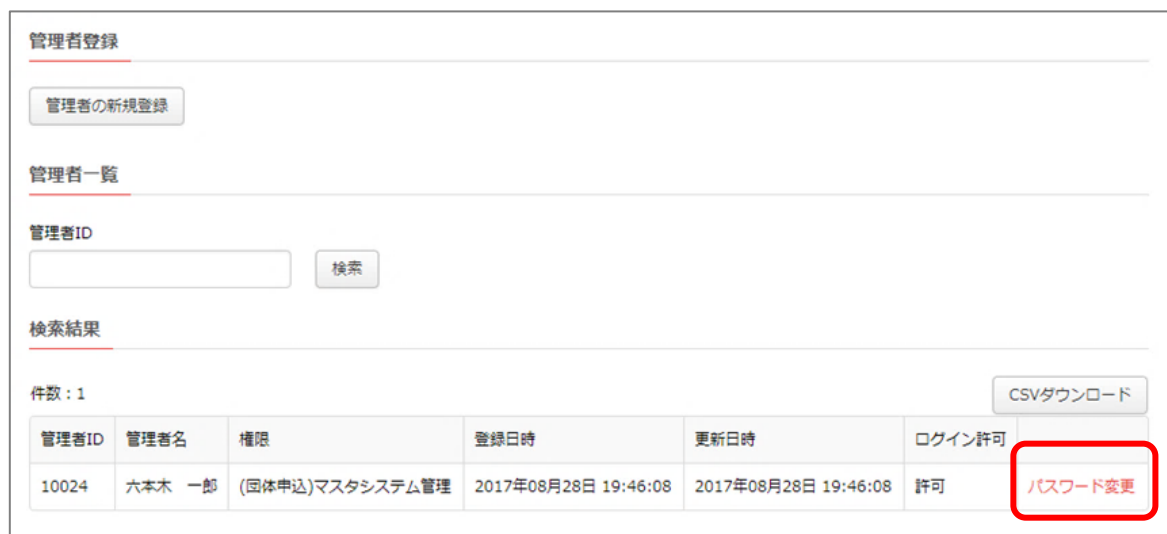 管理者登録
管理者の新規登録
管理者一覧
管理者ID
検索
検索結果
件数：1
CSVダウンロード
管理者ID 管理者名 権限 登録日時 更新日時 ログイン許可
10024 六本木　一郎 (団体申込)マスタシステム管理 2017年08月28日 19:46:08 2017年08月28日 19:46:08 許可 パスワード変更